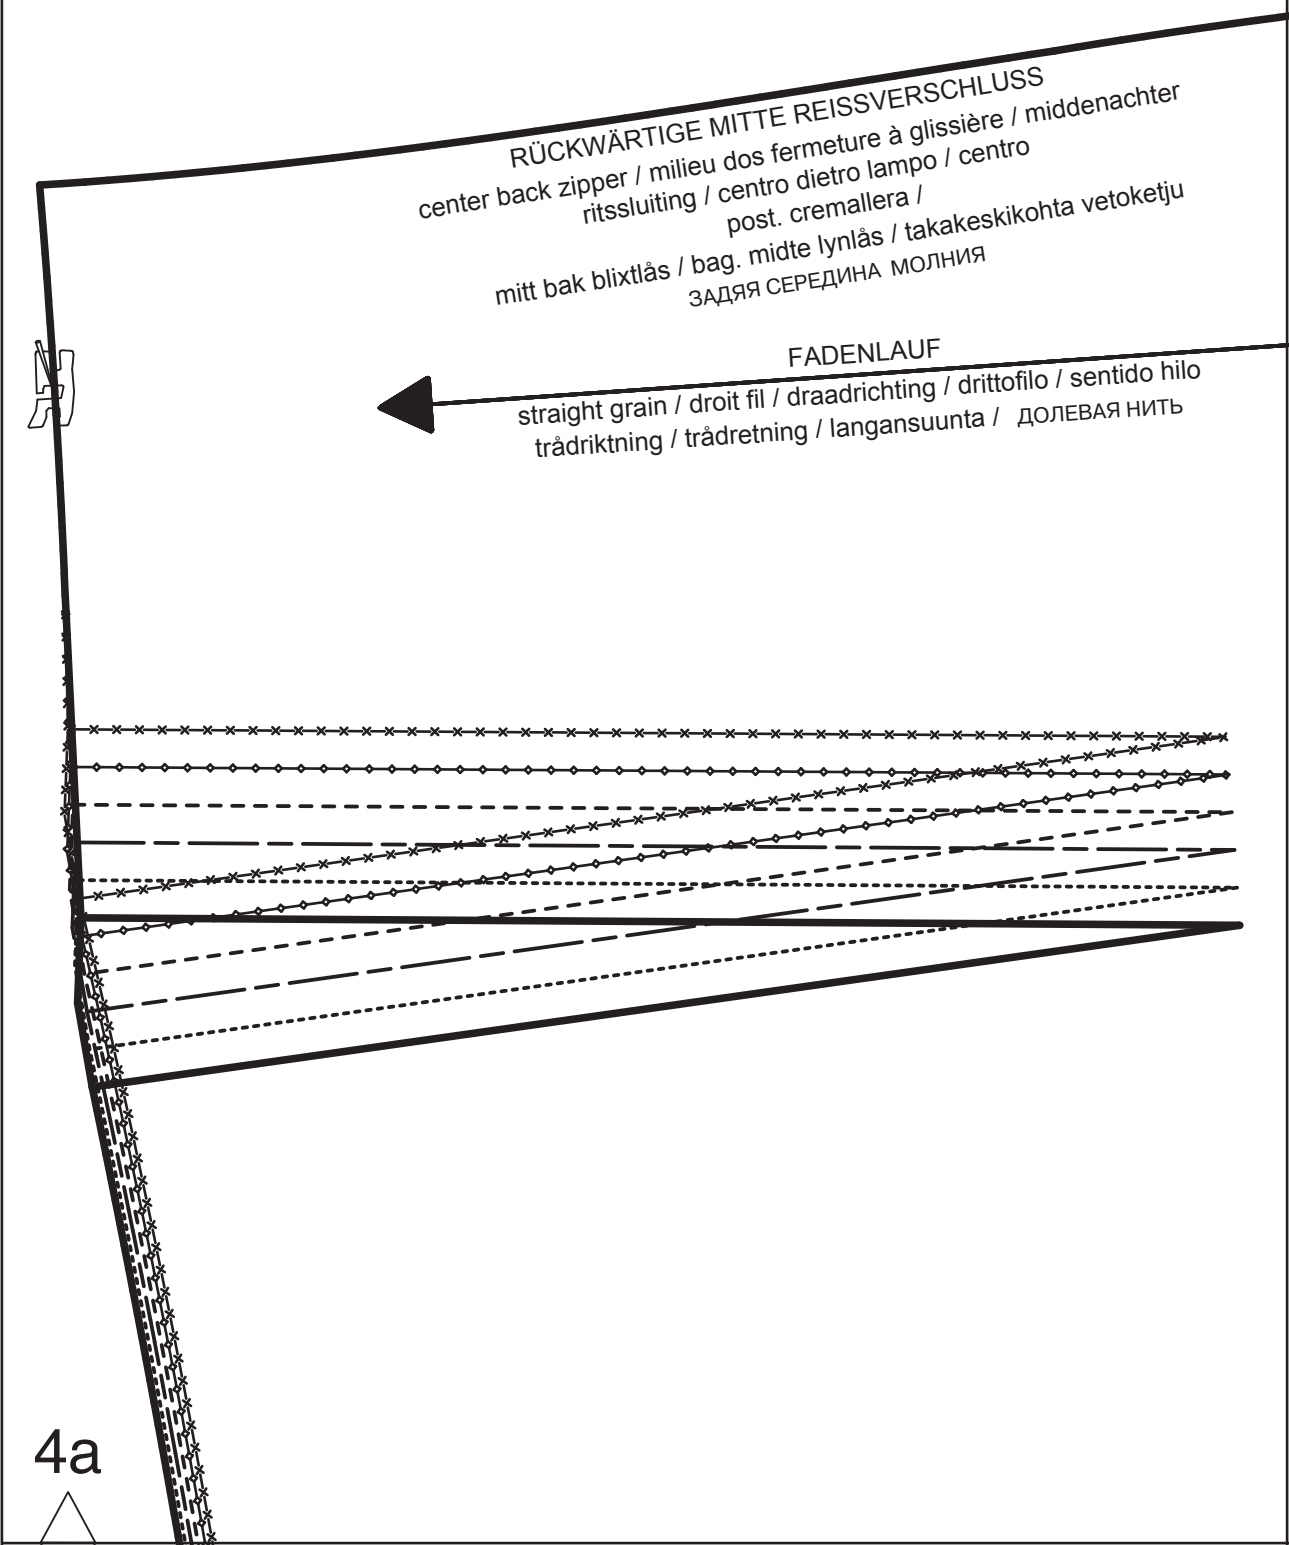 RÜCKWÄRTIGE MITTE REISSVERSCHLUSS
center back zipper / milieu dos fermeture à glissière / middenachter
ritssluiting / centro dietro lampo / centro
post. cremallera /
mitt bak blixtlås / bag. midte lynlås / takakeskikohta vetoketju
ЗАДЯЯ СЕРЕДИНА МОЛНИЯ
FADENLAUF
straight grain / droit fil / draadrichting / drittofilo / sentido hilo
trådriktning / trådretning / langansuunta / ДОЛЕВАЯ НИТЬ
4a